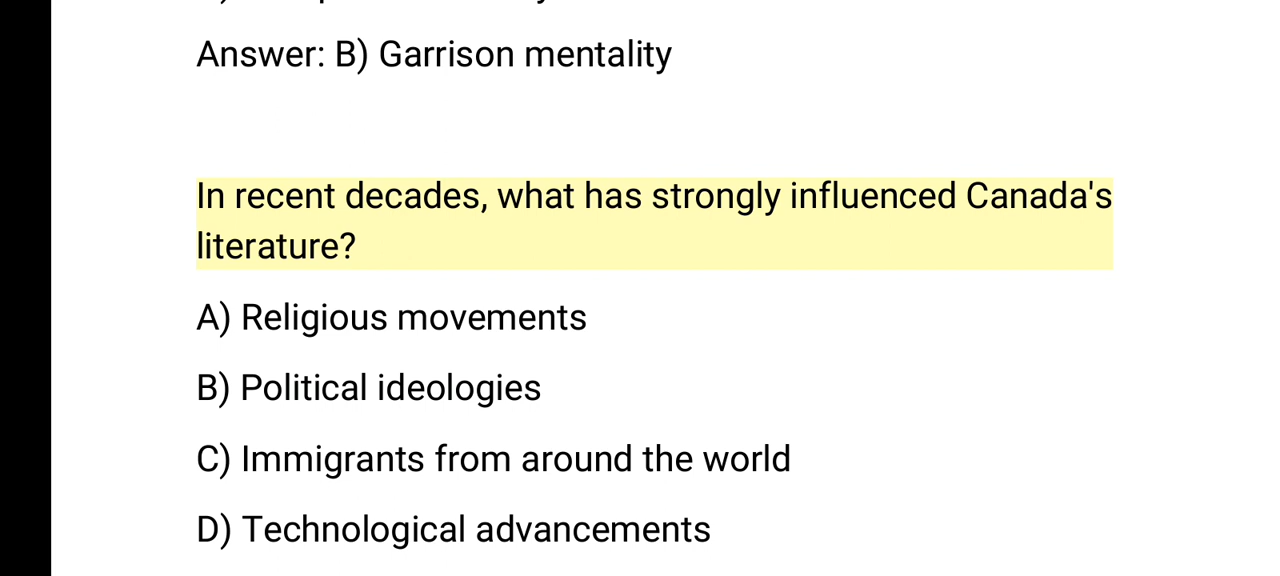 Answer: B) Garrison mentality
In recent decades, what has strongly influenced Canada's
literature?
A) Religious movements
B) Political ideologies
C) Immigrants from around the world
D) Technological advancements